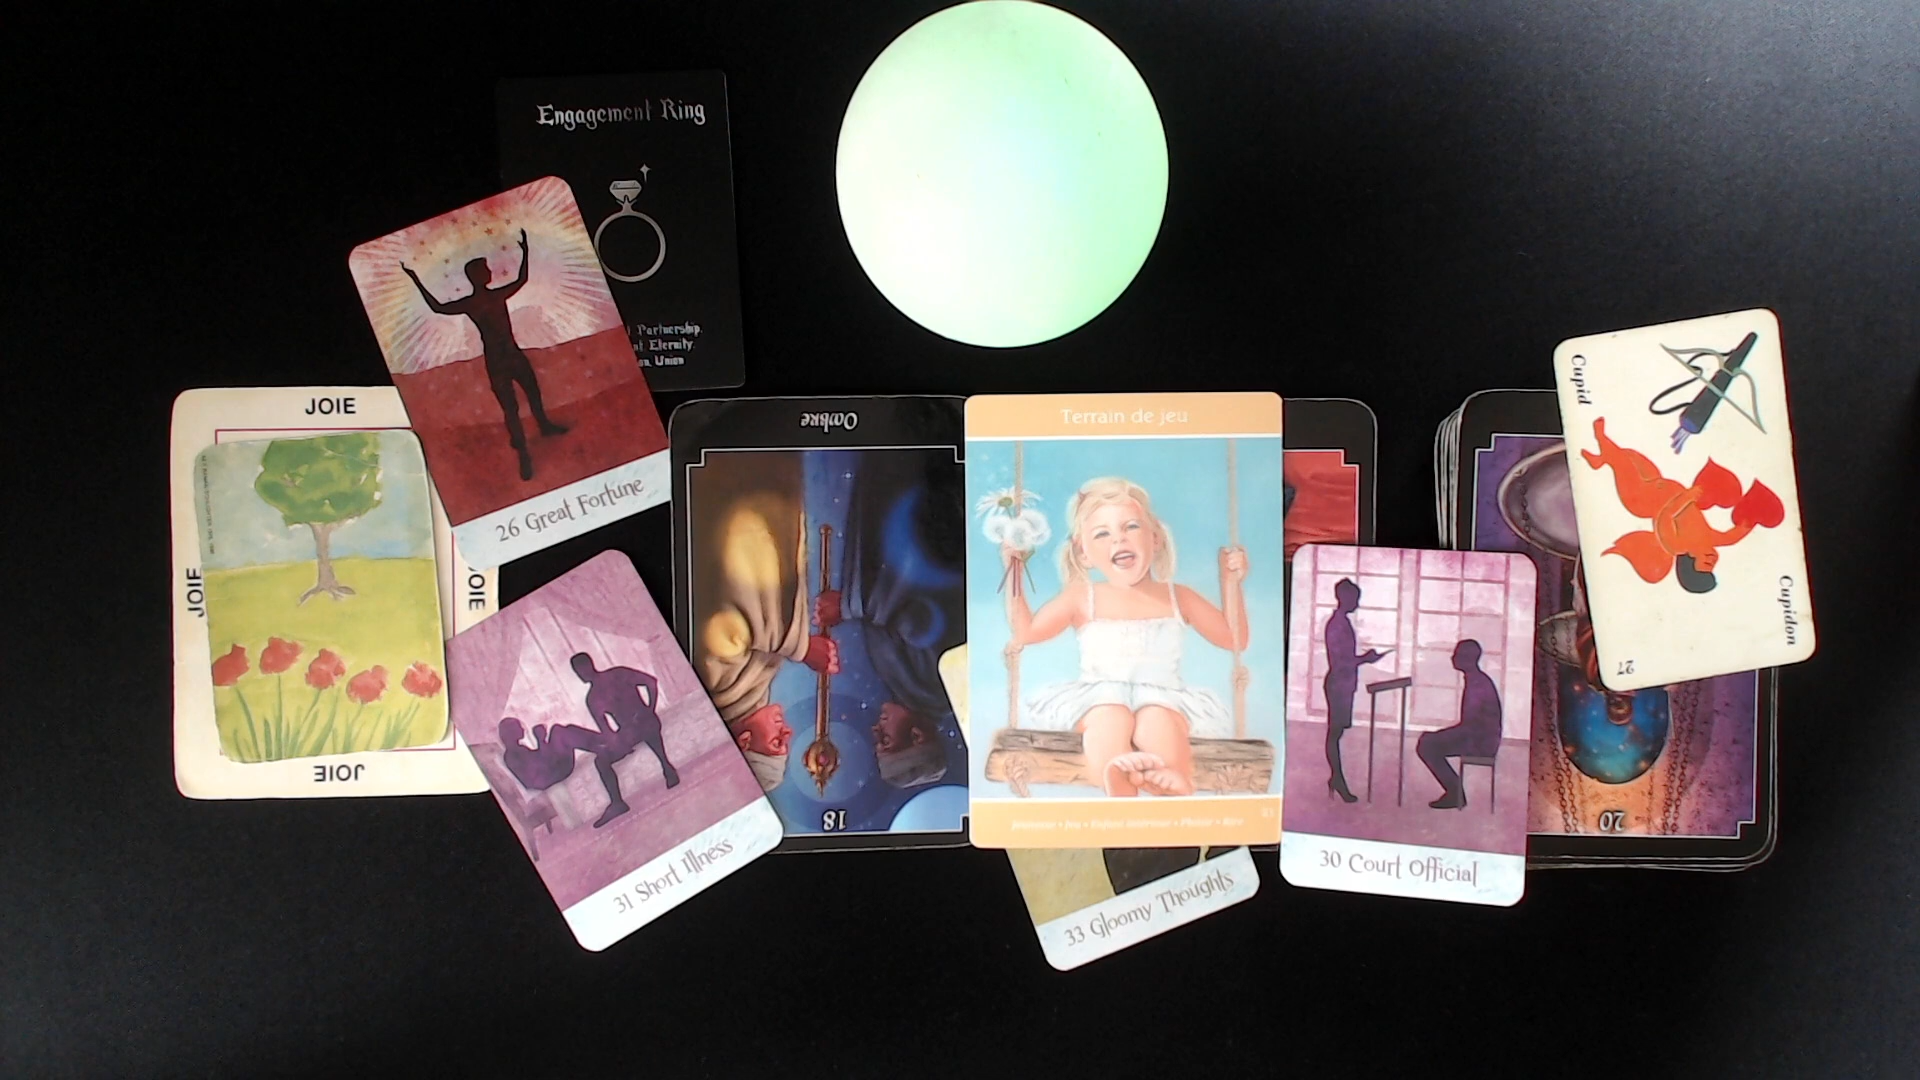 Engagement Ring
Partnership.
Eternity.
Union
26 Great Fortune
JOIE
JOIE
JOIE
JOIE
31 Short Illness
Ombre
18
Terrain de jeu
33 Gloomy Thoughts
30 Court Official
20
Cupid
Cupidon
27